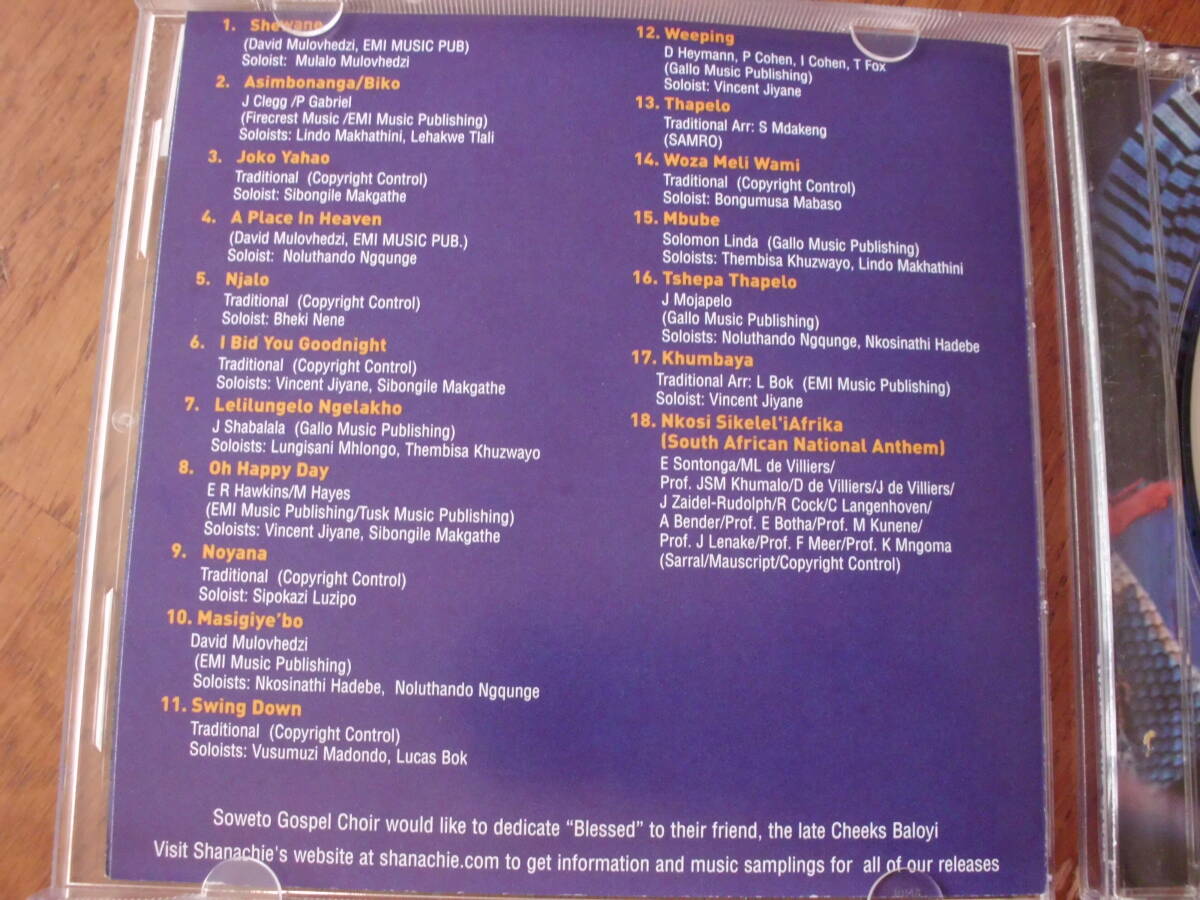 1. Shewane
(David Mulovhedzi, EMI MUSIC PUB)
Soloist: Mulalo Mulovhedzi
2. Asimbonanga/Biko
J Clegg /P Gabriel
(Firecrest Music /EMI Music Publishing)
Soloists: Lindo Makhathini, Lehakwe Tlali
3. Joko Yahao
Traditional (Copyright Control)
Soloist: Sibongile Makgathe
4. A Place In Heaven
(David Mulovhedzi, EMI MUSIC PUB.)
Soloist: Noluthando Ngqunge
5. Njalo
Traditional (Copyright Control)
Soloist: Bheki Nene
6. I Bid You Goodnight
Traditional (Copyright Control)
Soloists: Vincent Jiyane, Sibongile Makgathe
7. Lelilungelo Ngelakho
J Shabalala (Gallo Music Publishing)
Soloists: Lungisani Mhlongo, Thembisa Khuzwayo
8. Oh Happy Day
E R Hawkins/M Hayes
(EMI Music Publishing/Tusk Music Publishing)
Soloists: Vincent Jiyane, Sibongile Makgathe
9. Noyana
Traditional (Copyright Control)
Soloist: Sipokazi Luzipo
10. Masigiye'bo
David Mulovhedzi
(EMI Music Publishing)
Soloists: Nkosinathi Hadebe, Noluthando Ngqunge
11. Swing Down
Traditional (Copyright Control)
Soloists: Vusumuzi Madondo, Lucas Bok
12. Weeping
D Heymann, P Cohen, I Cohen, T Fox
(Gallo Music Publishing)
Soloist: Vincent Jiyane
13. Thapelo
Traditional Arr: S Mdakeng
(SAMRO)
14. Woza Meli Wami
Traditional (Copyright Control)
Soloist: Bongumusa Mabaso
15. Mbube
Solomon Linda (Gallo Music Publishing)
Soloists: Thembisa Khuzwayo, Lindo Makhathini
16. Tshepa Thapelo
J Mojapelo
(Gallo Music Publishing)
Soloists: Noluthando Ngqunge, Nkosinathi Hadebe
17. Khumbaya
Traditional Arr: L Bok (EMI Music Publishing)
Soloist: Vincent Jiyane
18. Nkosi Sikelel'iAfrika
(South African National Anthem)
E Sontonga/ML de Villiers/
Prof. JSM Khumalo/D de Villiers/J de Villiers/
J Zaidel-Rudolph/R Cock/C Langenhoven/
A Bender/Prof. E Botha/Prof. M Kunene/
Prof. J Lenake/Prof. F Meer/Prof. K Mngoma
(Sarral/Mauscript/Copyright Control)
Soweto Gospel Choir would like to dedicate "Blessed" to their friend, the late Cheeks Baloyi
Visit Shanachie's website at shanachie.com to get information and music samplings for all of our releases